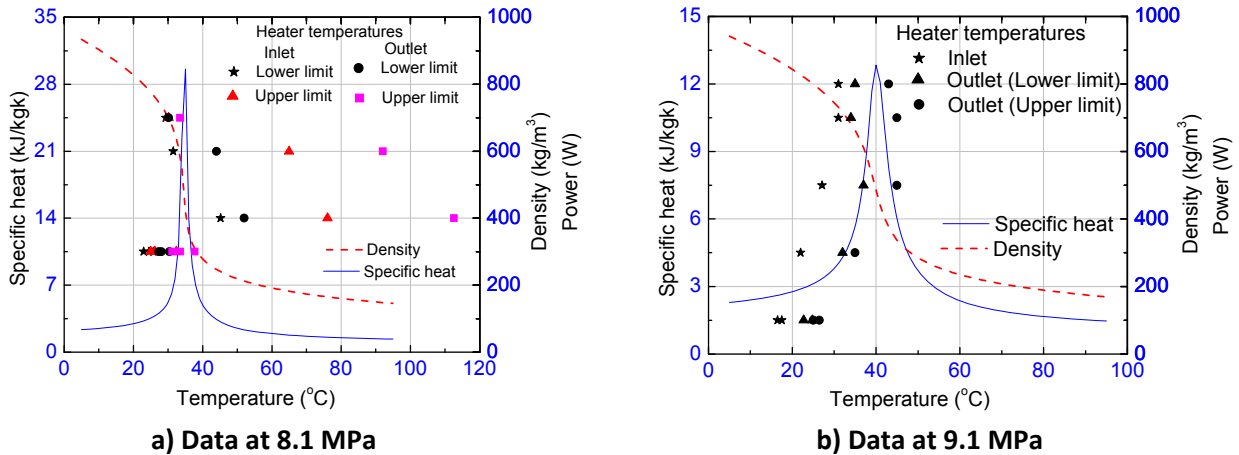 35
28
21
14
7
0
Specific heat (kJ/kgk)
Heater temperatures
Inlet
Outlet
Lower limit
Lower limit
Upper limit
Upper limit
Density
Specific heat
1000
800
600
400
200
0
Density (kg/m³)
Power (W)
0 20 40 60 80 100 120
Temperature (°C)
a) Data at 8.1 MPa
15
12
9
6
3
0
Specific heat (kJ/kgK)
Heater temperatures
Inlet
Outlet (Lower limit)
Outlet (Upper limit)
Specific heat
Density
1000
800
600
400
200
0
Density (kg/m³)
Power (W)
0 20 40 60 80 100
Temperature (°C)
b) Data at 9.1 MPa